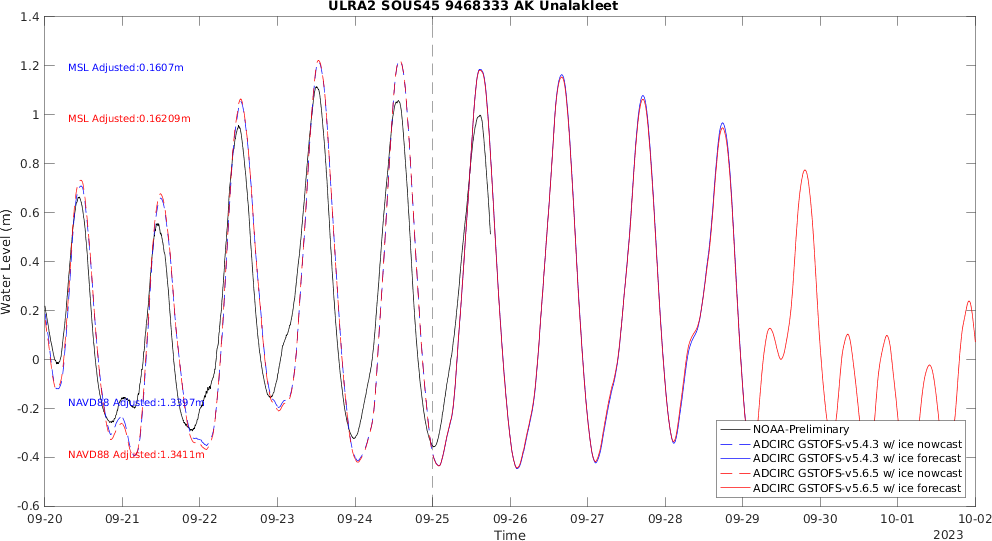 ULRA2 SOUS45 9468333 AK Unalakleet
1.4
1.2
1
0.8
0.6
0.4
0.2
0
-0.2
-0.4
-0.6
Water Level (m)
MSL Adjusted:0.1607m
MSL Adjusted:0.16209m
NAVD88 Adjusted:1.3397m
NAVD88 Adjusted:1.3411m
NOAA-Preliminary
ADCIRC GSTOFS-v5.4.3 w/ ice nowcast
ADCIRC GSTOFS-v5.4.3 w/ ice forecast
ADCIRC GSTOFS-v5.6.5 w/ ice nowcast
ADCIRC GSTOFS-v5.6.5 w/ ice forecast
09-20 09-21 09-22 09-23 09-24 09-25 09-26 09-27 09-28 09-29 09-30 10-01 10-02
Time
2023